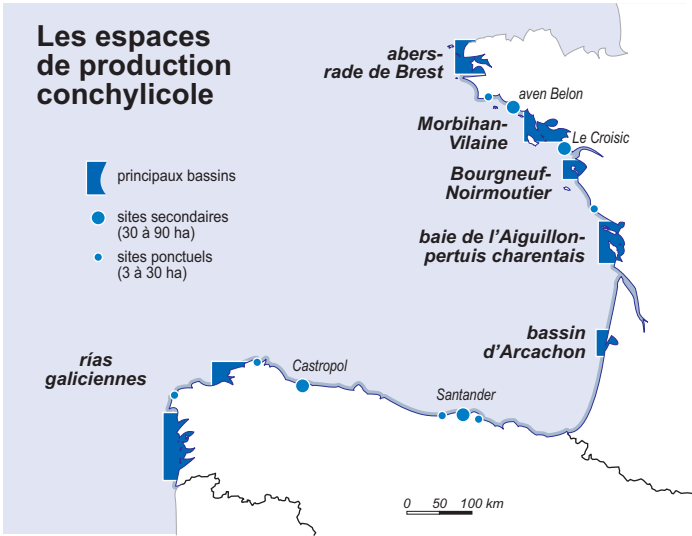 Les espaces
de production
conchylicole
principaux bassins
sites secondaires
(30 à 90 ha)
sites ponctuels
(3 à 30 ha)
abers-
rade de Brest
aven Belon
Morbihan-
Vilaine
Le Croisic
Bourgneuf-
Noirmoutier
baie de l'Aiguillon-
pertuis charentais
bassin
d'Arcachon
rías
galiciennes
Castropol
Santander
0 50 100 km